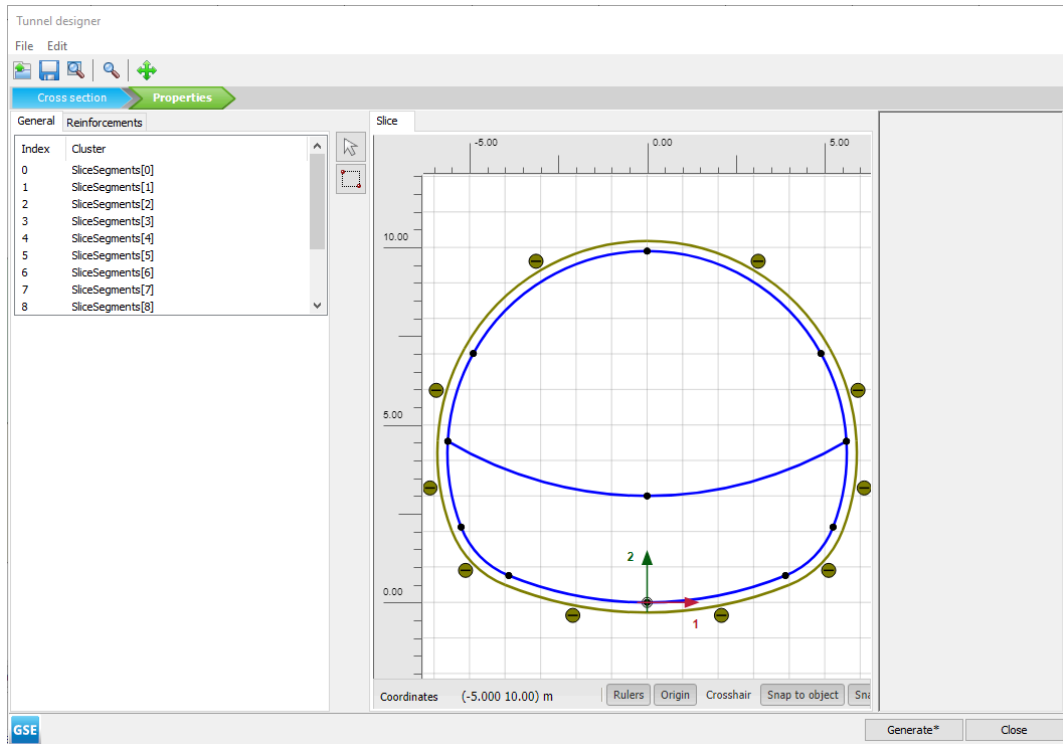 Tunnel designer
File Edit
Cross section Properties
General Reinforcements
Slice
Index Cluster
0 SliceSegments[0]
1 SliceSegments[1]
2 SliceSegments[2]
3 SliceSegments[3]
4 SliceSegments[4]
5 SliceSegments[5]
6 SliceSegments[6]
7 SliceSegments[7]
8 SliceSegments[8]
-5.00 0.00 5.00
10.00
5.00
0.00
2
1
Coordinates (-5.000 10.00) m Rulers Origin Crosshair Snap to object Sna
GSE Generate* Close